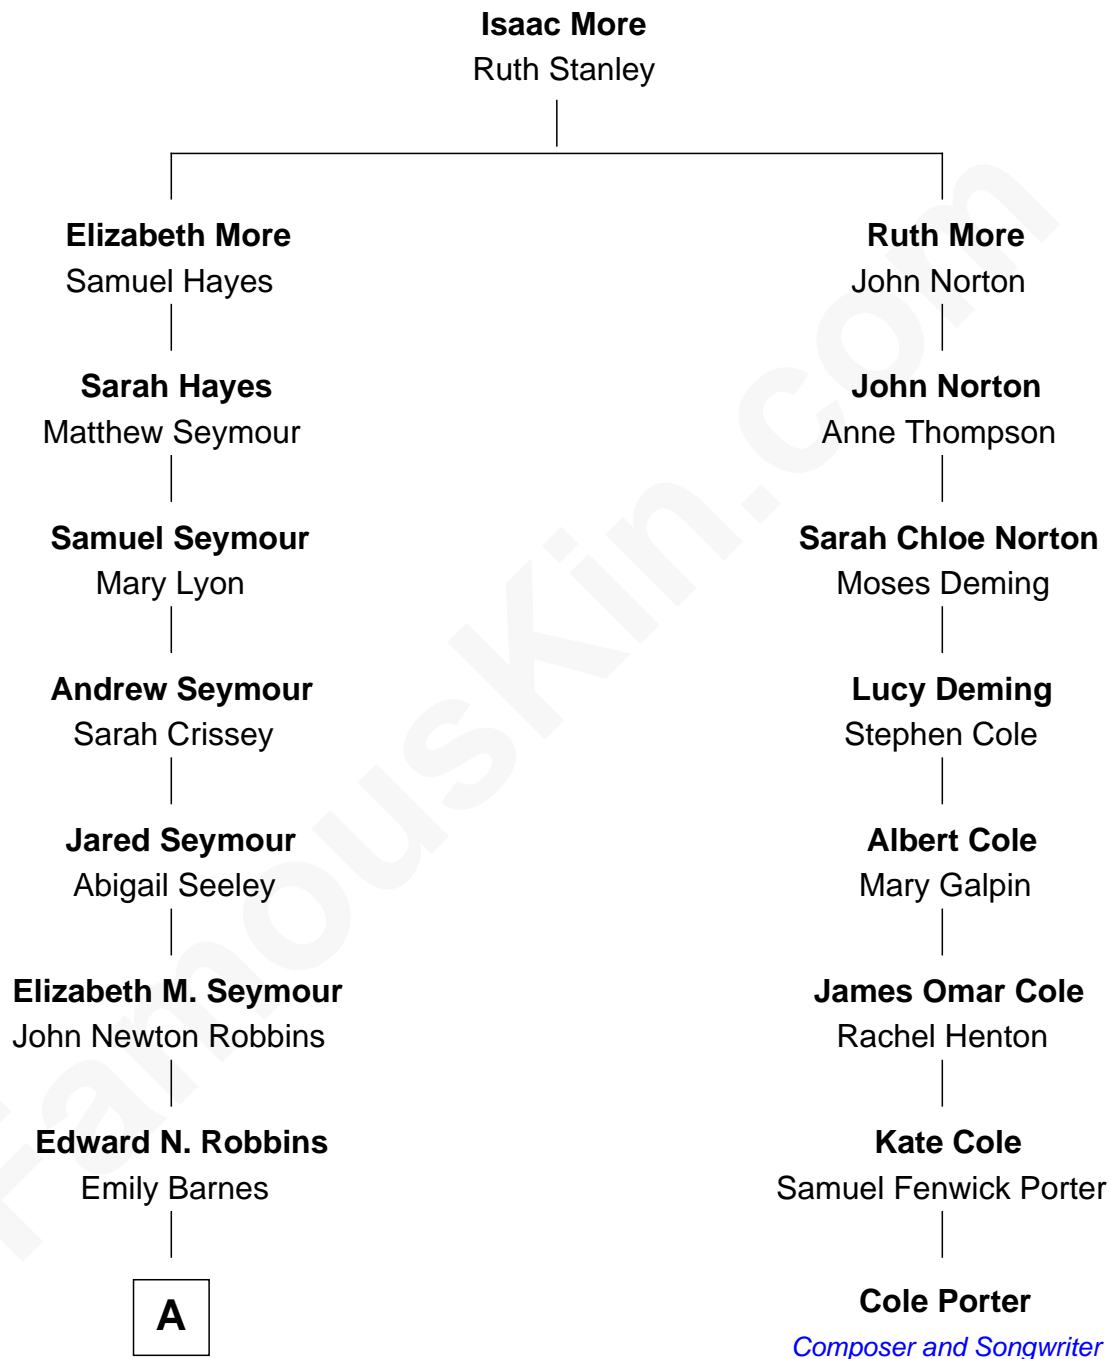 Isaac More
Ruth Stanley
Elizabeth More
Samuel Hayes
Ruth More
John Norton
Sarah Hayes
Matthew Seymour
John Norton
Anne Thompson
Samuel Seymour
Mary Lyon
Sarah Chloe Norton
Moses Deming
Andrew Seymour
Sarah Crissey
Lucy Deming
Stephen Cole
Jared Seymour
Abigail Seeley
Albert Cole
Mary Galpin
Elizabeth M. Seymour
John Newton Robbins
James Omar Cole
Rachel Henton
Edward N. Robbins
Emily Barnes
Kate Cole
Samuel Fenwick Porter
A
Cole Porter
Composer and Songwriter
FamousKin.com